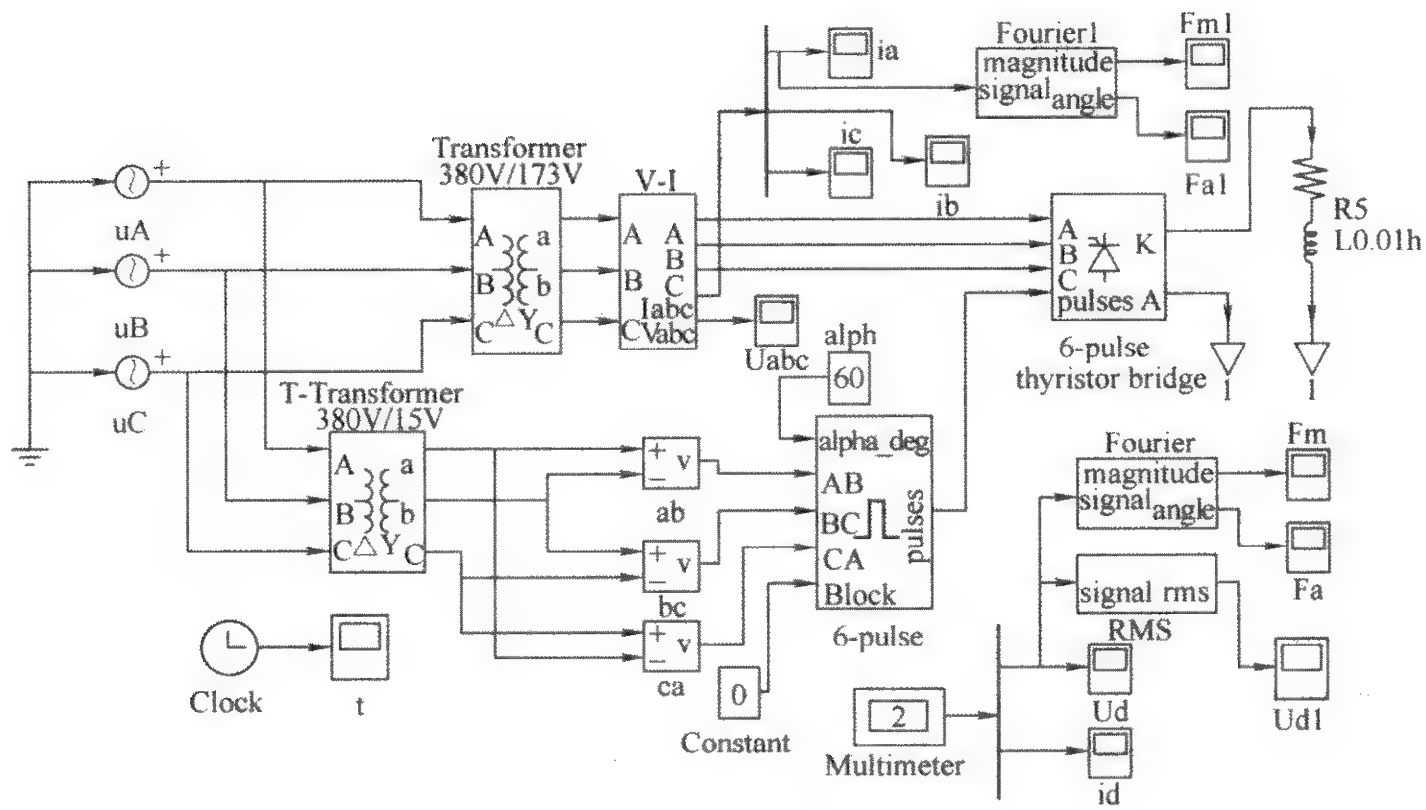 Fourier1
magnitude
signal
angle
Fm1
Fa1
ia
ic
ib
Transformer
380V/173V
A a
B b
C △ Y C
V-I
A A
B B
C C
Iabc
Vabc
Uabc
+
uA
+
uB
+
uC
A
B K
C
pulses A
6-pulse
thyristor bridge
R5
L0.01h
1
1
alph
60
T-Transformer
380V/15V
A a
B b
C △ Y C
+
− v
ab
+
− v
bc
+
− v
ca
alpha_deg
AB
BC
CA
Block
pulses
6-pulse
0
Constant
Clock
t
Fourier
magnitude
signal
angle
Fm
Fa
signal rms
RMS
Ud
Ud1
id
2
Multimeter